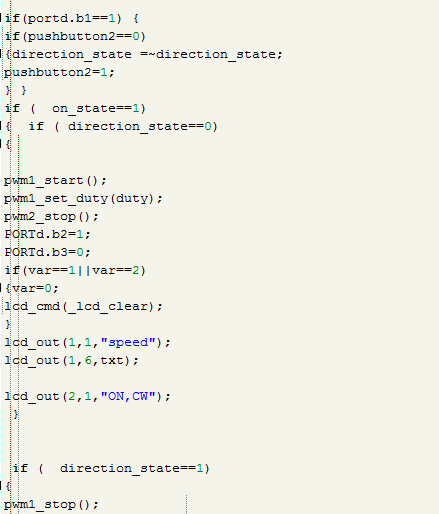 if(portd.b1==1) {
if(pushbutton2==0)
{direction_state =~direction_state;
pushbutton2=1;
} }
if (  on_state==1)
{  if ( direction_state==0)
{
pwm1_start();
pwm1_set_duty(duty);
pwm2_stop();
PORTd.b2=1;
PORTd.b3=0;
if(var==1||var==2)
{var=0;
lcd_cmd(_lcd_clear);
}
lcd_out(1,1,"speed");
lcd_out(1,6,txt);
lcd_out(2,1,"ON,CW");
}
if (  direction_state==1)
{
pwm1_stop();